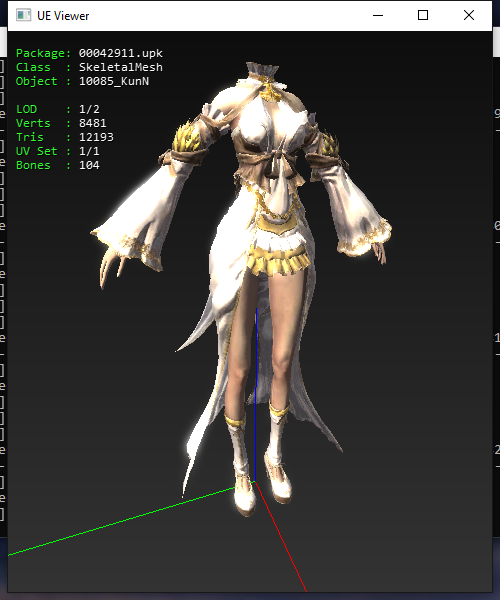 UE Viewer
Package: 00042911.upk
Class  : SkeletalMesh
Object : 10085_KunN
LOD    : 1/2
Verts  : 8481
Tris   : 12193
UV Set : 1/1
Bones  : 104